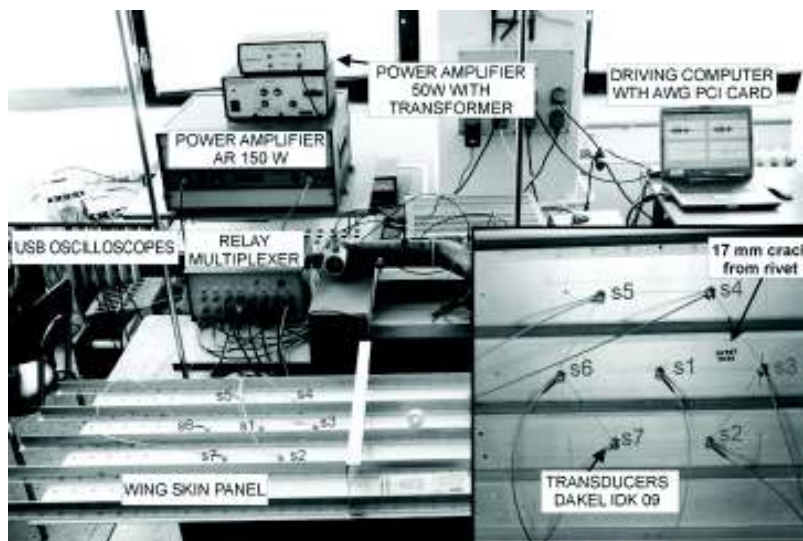 POWER AMPLIFIER
50W WITH
TRANSFORMER
DRIVING COMPUTER
WTH AWG PCI CARD
POWER AMPLIFIER
AR 150 W
USB OSCILLOSCOPES
RELAY
MULTIPLEXER
17 mm crack
from rivet
s5
s4
s6
s1
s3
s7
s2
TRANSDUCERS
DAKEL IDK 09
s5
s4
s6
s1
s3
s7
s2
WING SKIN PANEL